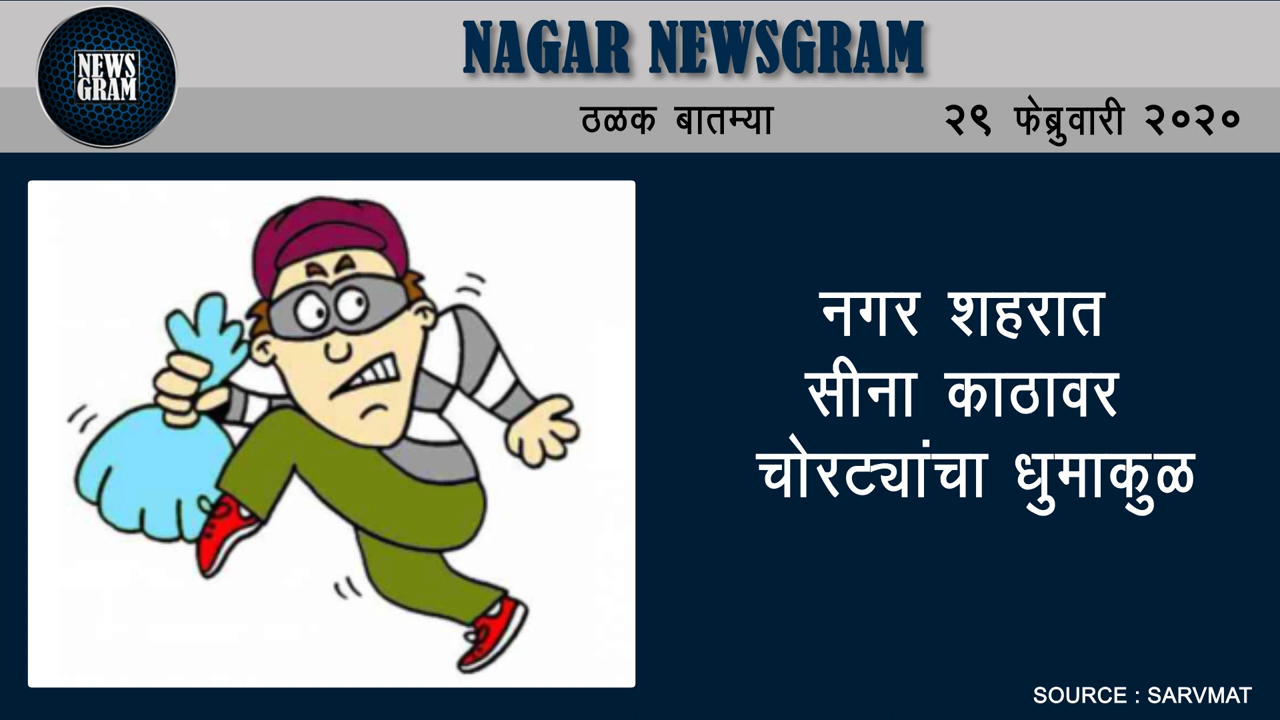 NEWS
GRAM
NAGAR NEWSGRAM
ठळक बातम्या
२९ फेब्रुवारी २०२०
नगर शहरात
सीना काठावर
चोरट्यांचा धुमाकुळ
SOURCE : SARVMAT